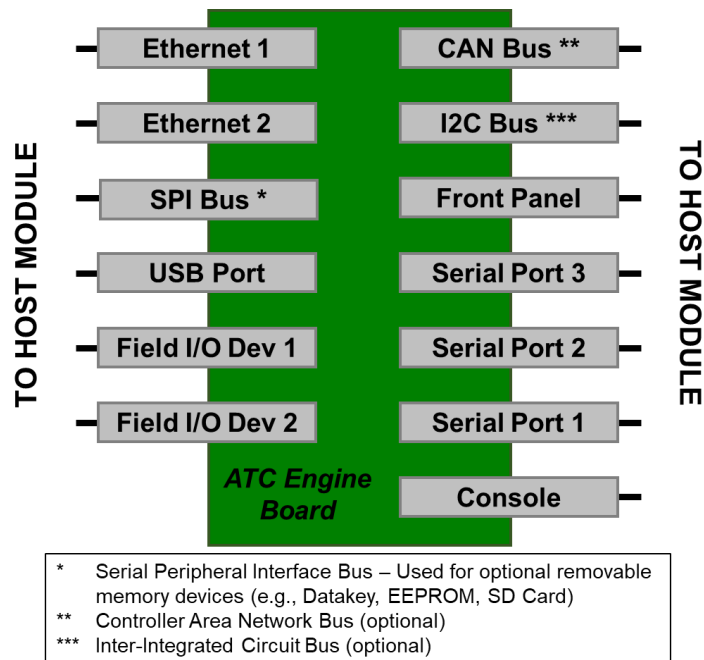 TO HOST MODULE
Ethernet 1
Ethernet 2
SPI Bus *
USB Port
Field I/O Dev 1
Field I/O Dev 2
CAN Bus **
I2C Bus ***
Front Panel
Serial Port 3
Serial Port 2
Serial Port 1
Console
TO HOST MODULE
ATC Engine
Board
* Serial Peripheral Interface Bus – Used for optional removable
memory devices (e.g., Datakey, EEPROM, SD Card)
** Controller Area Network Bus (optional)
*** Inter-Integrated Circuit Bus (optional)